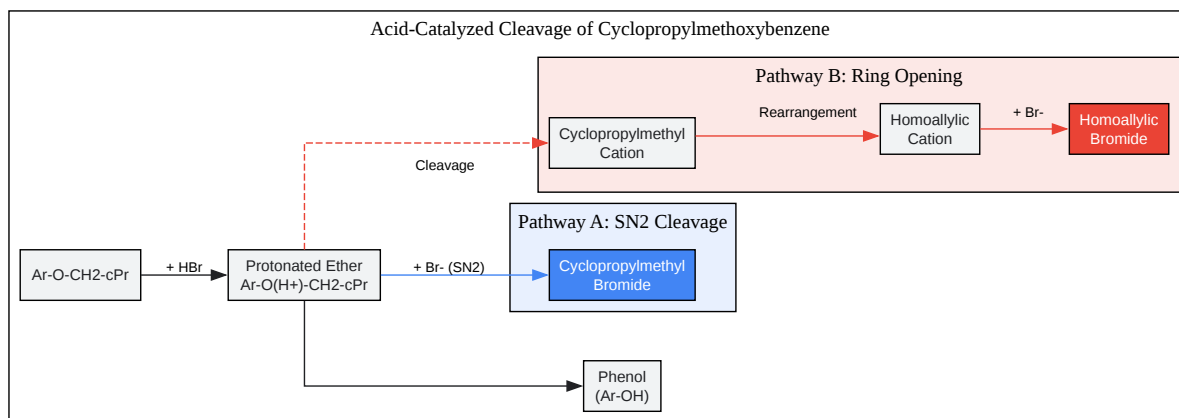 Acid-Catalyzed Cleavage of Cyclopropylmethoxybenzene
Pathway B: Ring Opening
Cyclopropylmethyl
Cation
Rearrangement
Homoallylic
Cation
+ Br-
Homoallylic
Bromide
Cleavage
Pathway A: SN2 Cleavage
Ar-O-CH2-cPr
+ HBr
Protonated Ether
Ar-O(H+)-CH2-cPr
+ Br- (SN2)
Cyclopropylmethyl
Bromide
Phenol
(Ar-OH)